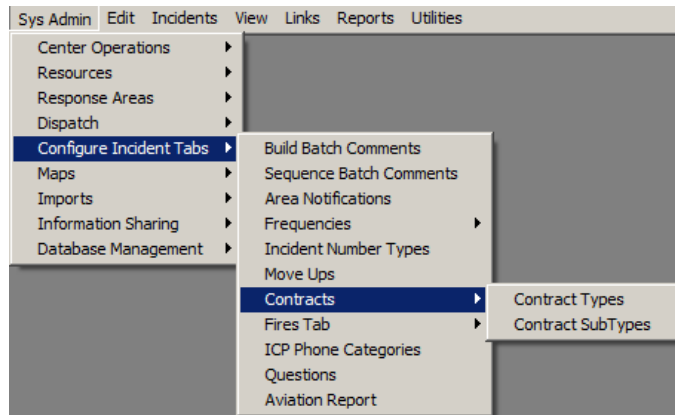 Sys Admin Edit Incidents View Links Reports Utilities
Center Operations
Resources
Response Areas
Dispatch
Configure Incident Tabs
Maps
Imports
Information Sharing
Database Management
Build Batch Comments
Sequence Batch Comments
Area Notifications
Frequencies
Incident Number Types
Move Ups
Contracts
Fires Tab
ICP Phone Categories
Questions
Aviation Report
Contract Types
Contract SubTypes